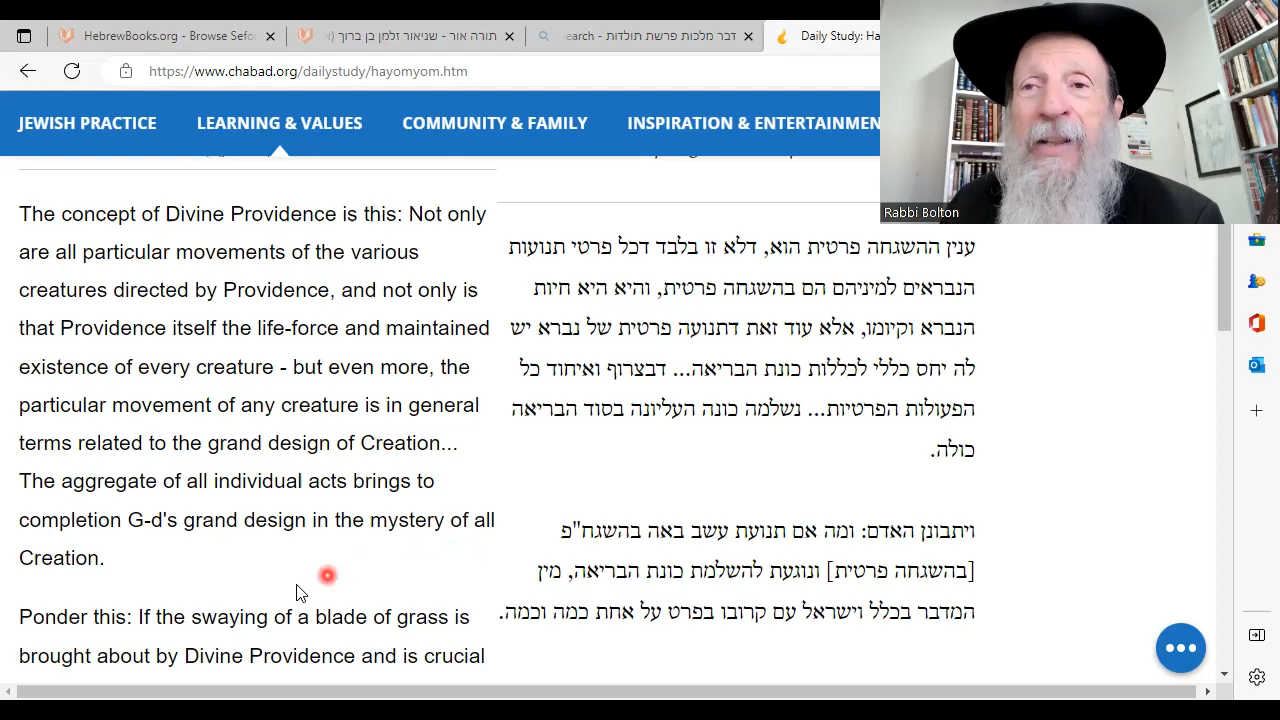 HebrewBooks.org - Browse Sefo
תורה אור - שניאור זלמן בן ברוך (א
דבר מלכות פרשת תולדות - earch
Daily Study: Ha
https://www.chabad.org/dailystudy/hayomyom.htm
JEWISH PRACTICE
LEARNING & VALUES
COMMUNITY & FAMILY
INSPIRATION & ENTERTAINMEN
Rabbi Bolton
The concept of Divine Providence is this: Not only
are all particular movements of the various
creatures directed by Providence, and not only is
that Providence itself the life-force and maintained
existence of every creature - but even more, the
particular movement of any creature is in general
terms related to the grand design of Creation...
The aggregate of all individual acts brings to
completion G-d's grand design in the mystery of all
Creation.
Ponder this: If the swaying of a blade of grass is
brought about by Divine Providence and is crucial
ענין ההשגחה פרטית הוא, דלא זו בלבד דכל פרטי תנועות
הנבראים למיניהם הם בהשגחה פרטית, והיא היא חיות
הנברא וקיומו, אלא עוד זאת דתנועה פרטית של נברא יש
לה יחס כללי לכללות כונת הבריאה... דבצרוף ואיחוד כל
הפעולות הפרטיות... נשלמה כונה העליונה בסוד הבריאה
כולה.
ויתבונן האדם: ומה אם תנועת עשב באה בהשגח"פ
[בהשגחה פרטית] ונוגעת להשלמת כונת הבריאה, מין
המדבר בכלל וישראל עם קרובו בפרט על אחת כמה וכמה.